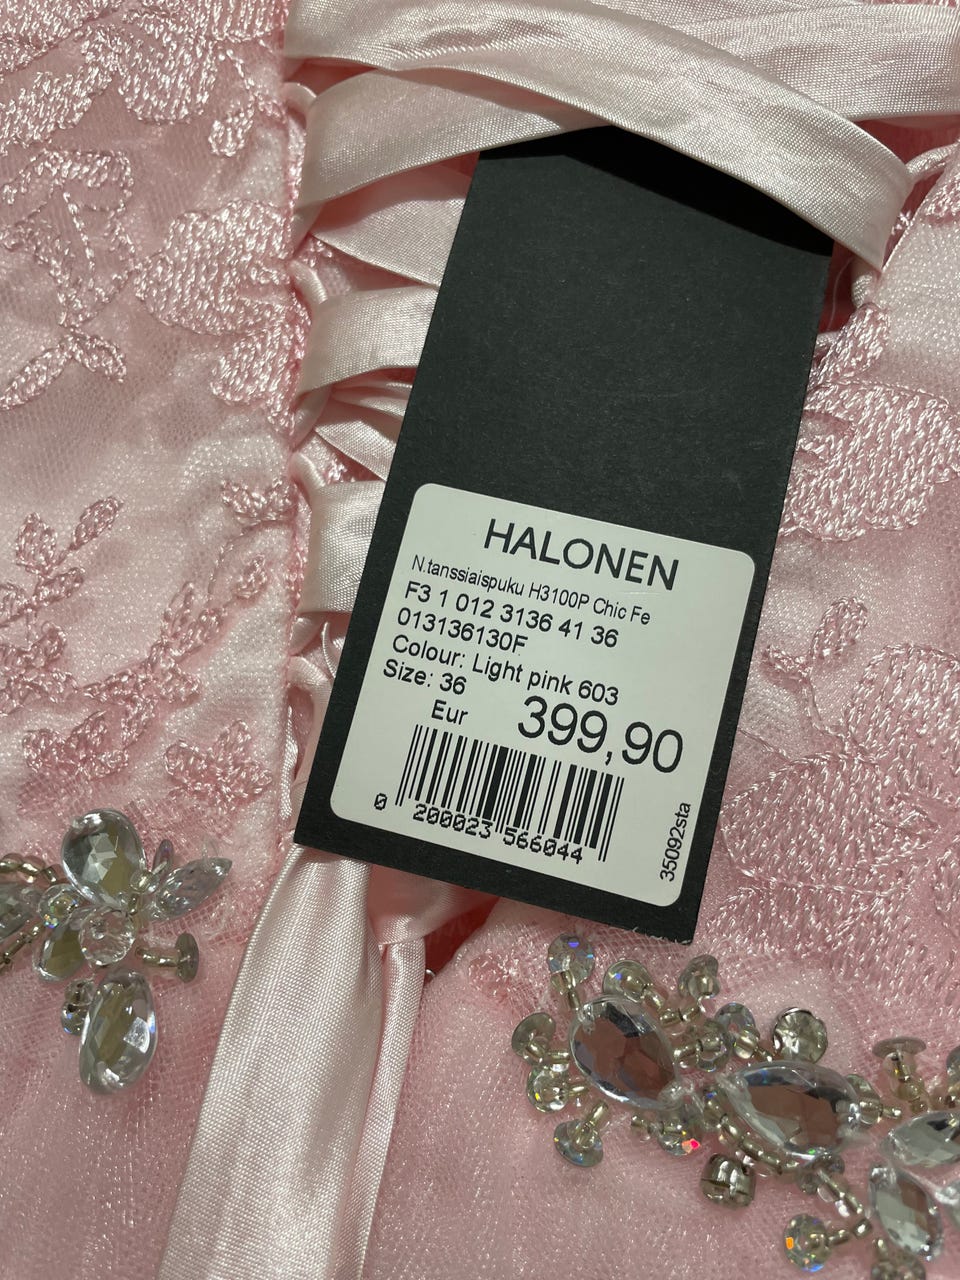 HALONEN
N.tanssiaispuku H3100P Chic Fe
F3 1 012 3136 41 36
013136130F
Colour: Light pink 603
Size: 36
Eur 399,90
0 200023 566044
35092sta